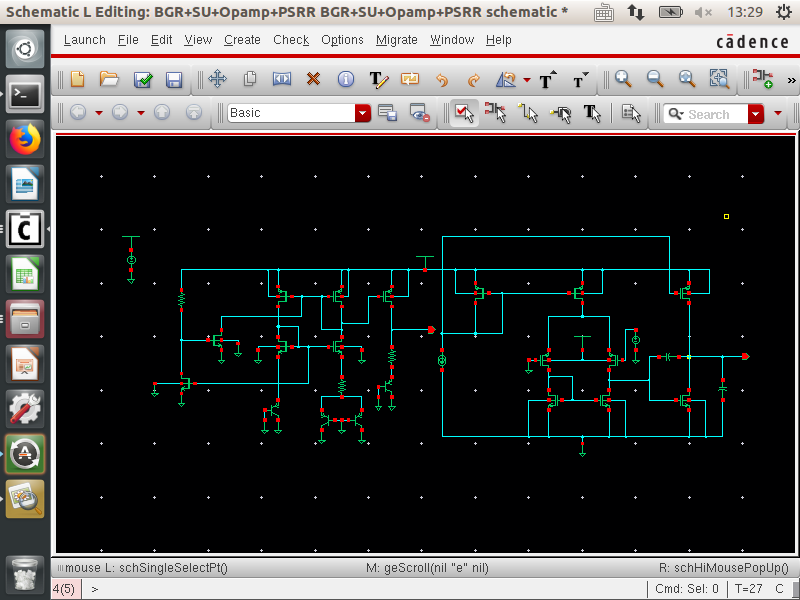 Schematic L Editing: BGR+SU+Opamp+PSRR BGR+SU+Opamp+PSRR schematic *
13:29
Launch File Edit View Create Check Options Migrate Window Help
cādence
T T T »
Basic
T
Search
mouse L: schSingleSelectPt()
M: geScroll(nil "e" nil)
R: schHiMousePopUp()
4(5)
>
Cmd: Sel: 0
T=27
C
>_
C
A